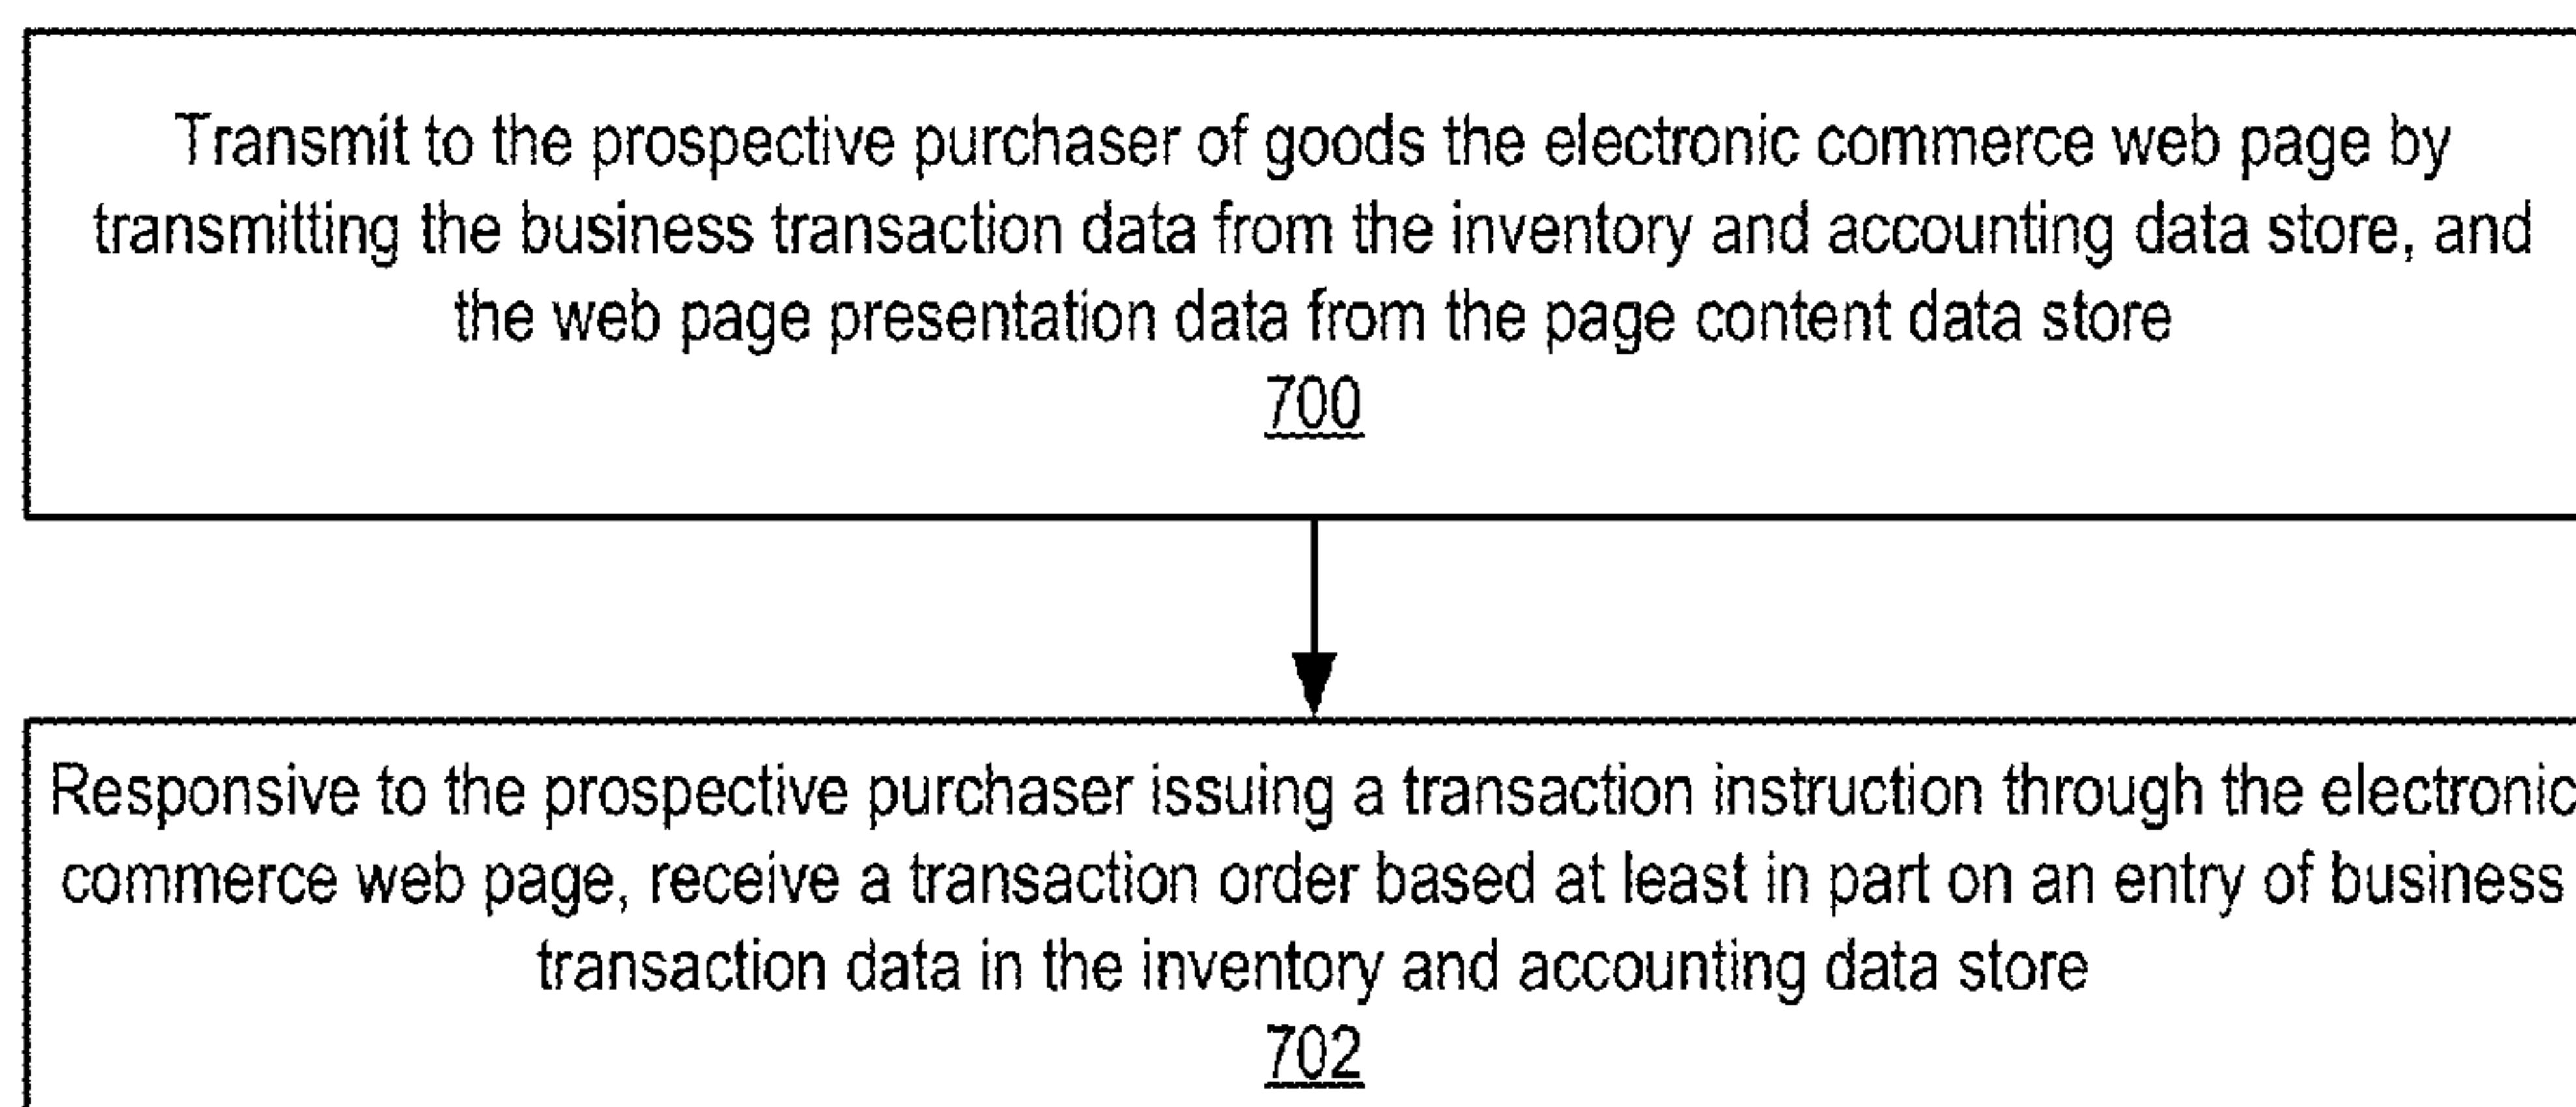 Transmit to the prospective purchaser of goods the electronic commerce web page by
transmitting the business transaction data from the inventory and accounting data store, and
the web page presentation data from the page content data store
700
Responsive to the prospective purchaser issuing a transaction instruction through the electronic
commerce web page, receive a transaction order based at least in part on an entry of business
transaction data in the inventory and accounting data store
702